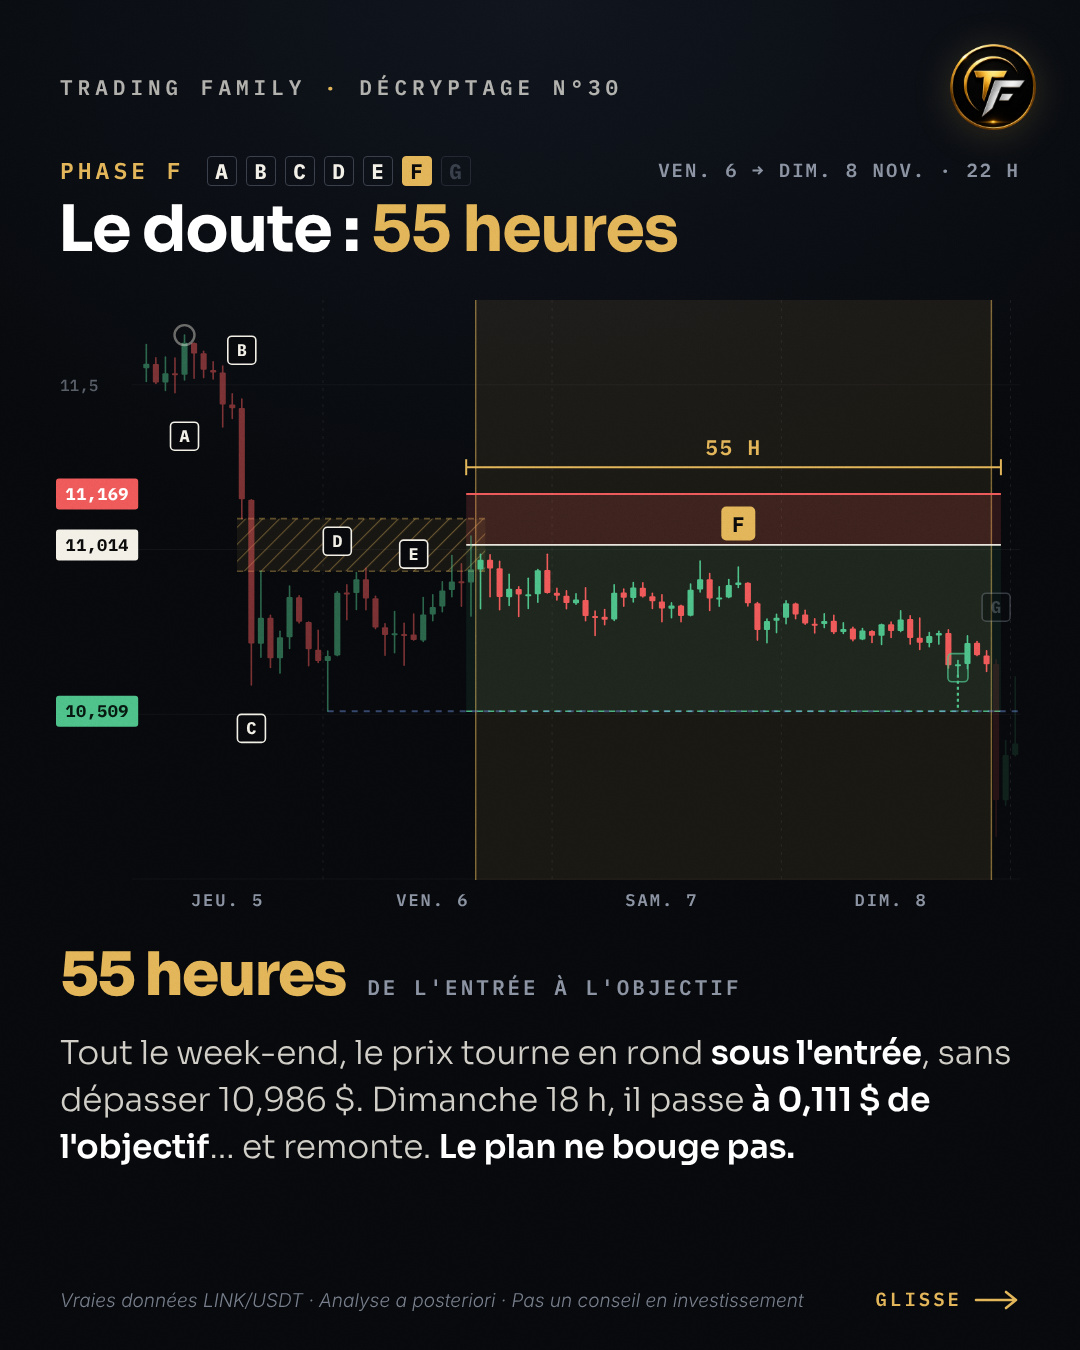 TRADING FAMILY · DÉCRYPTAGE N°30
TF
PHASE F A B C D E F G
VEN. 6 → DIM. 8 NOV. · 22 H
Le doute : 55 heures
B
11,5
A
55 H
11,169
F
11,014
D
E
G
10,509
C
JEU. 5 VEN. 6 SAM. 7 DIM. 8
55 heures DE L'ENTRÉE À L'OBJECTIF
Tout le week-end, le prix tourne en rond sous l'entrée, sans
dépasser 10,986 $. Dimanche 18 h, il passe à 0,111 $ de
l'objectif... et remonte. Le plan ne bouge pas.
Vraies données LINK/USDT · Analyse a posteriori · Pas un conseil en investissement
GLISSE →